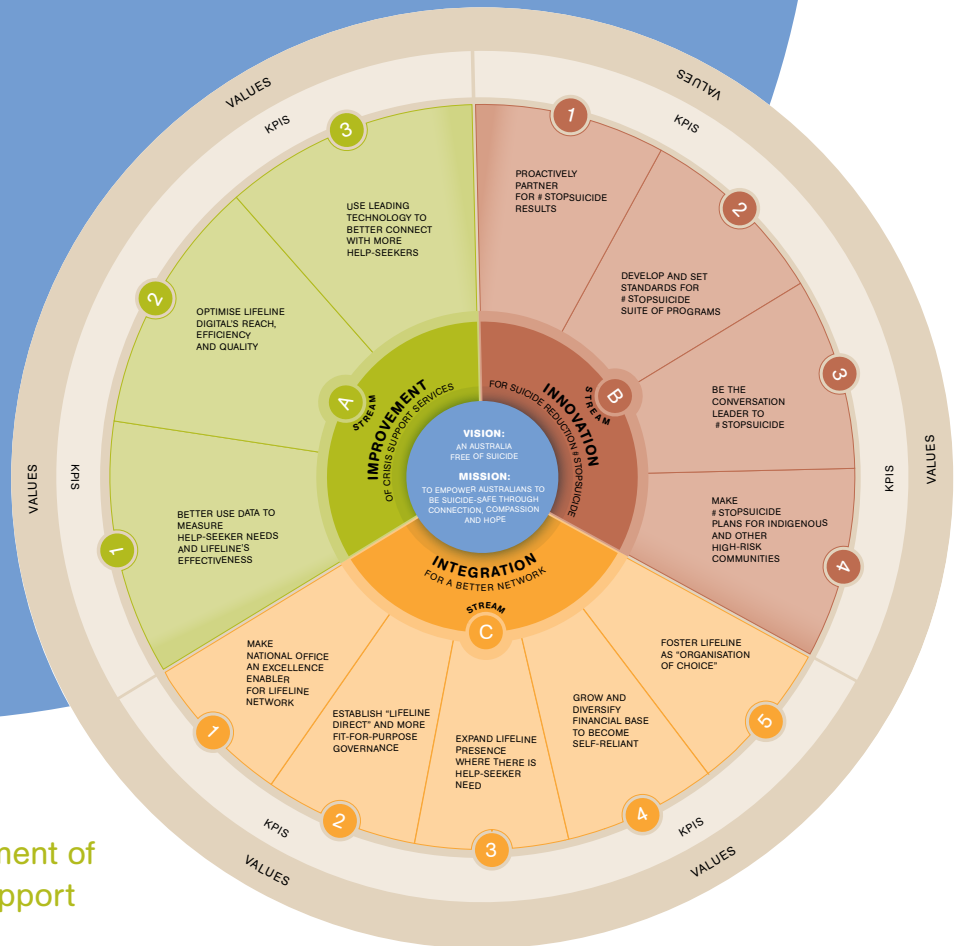 VALUES
KPIS
VALUES
KPIS
VALUES
KPIS
VALUES
KPIS
VALUES
KPIS
VALUES
KPIS
VISION:
AN AUSTRALIA
FREE OF SUICIDE
MISSION:
TO EMPOWER AUSTRALIANS TO
BE SUICIDE-SAFE THROUGH
CONNECTION, COMPASSION
AND HOPE
A
STREAM
IMPROVEMENT
OF CRISIS SUPPORT SERVICES
1
BETTER USE DATA TO
MEASURE
HELP-SEEKER NEEDS
AND LIFELINE'S
EFFECTIVENESS
2
OPTIMISE LIFELINE
DIGITAL'S REACH,
EFFICIENCY
AND QUALITY
3
USE LEADING
TECHNOLOGY TO
BETTER CONNECT
WITH MORE
HELP-SEEKERS
B
STREAM
INNOVATION
FOR SUICIDE REDUCTION #STOPSUICIDE
1
PROACTIVELY
PARTNER
FOR # STOPSUICIDE
RESULTS
2
DEVELOP AND SET
STANDARDS FOR
# STOPSUICIDE
SUITE OF PROGRAMS
3
BE THE
CONVERSATION
LEADER TO
# STOPSUICIDE
4
MAKE
# STOPSUICIDE
PLANS FOR INDIGENOUS
AND OTHER
HIGH-RISK
COMMUNITIES
INTEGRATION
FOR A BETTER NETWORK
STREAM
C
1
MAKE
NATIONAL OFFICE
AN EXCELLENCE
ENABLER
FOR LIFELINE
NETWORK
2
ESTABLISH "LIFELINE
DIRECT" AND MORE
FIT-FOR-PURPOSE
GOVERNANCE
3
EXPAND LIFELINE
PRESENCE
WHERE THERE IS
HELP-SEEKER
NEED
4
GROW AND
DIVERSIFY
FINANCIAL BASE
TO BECOME
SELF-RELIANT
5
FOSTER LIFELINE
AS "ORGANISATION
OF CHOICE"
nent of
pport